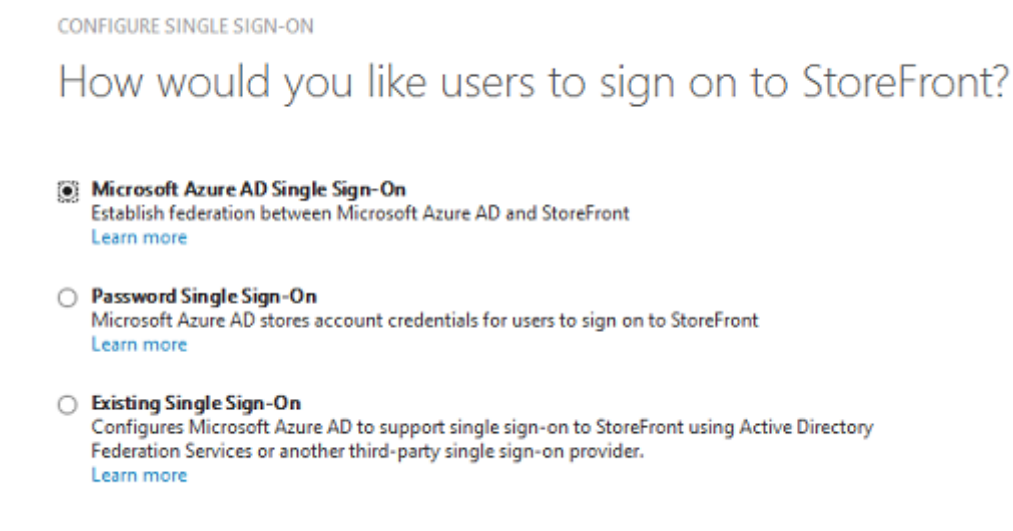 CONFIGURE SINGLE SIGN-ON
How would you like users to sign on to StoreFront?
Microsoft Azure AD Single Sign-On
Establish federation between Microsoft Azure AD and StoreFront
Learn more
Password Single Sign-On
Microsoft Azure AD stores account credentials for users to sign on to StoreFront
Learn more
Existing Single Sign-On
Configures Microsoft Azure AD to support single sign-on to StoreFront using Active Directory
Federation Services or another third-party single sign-on provider.
Learn more